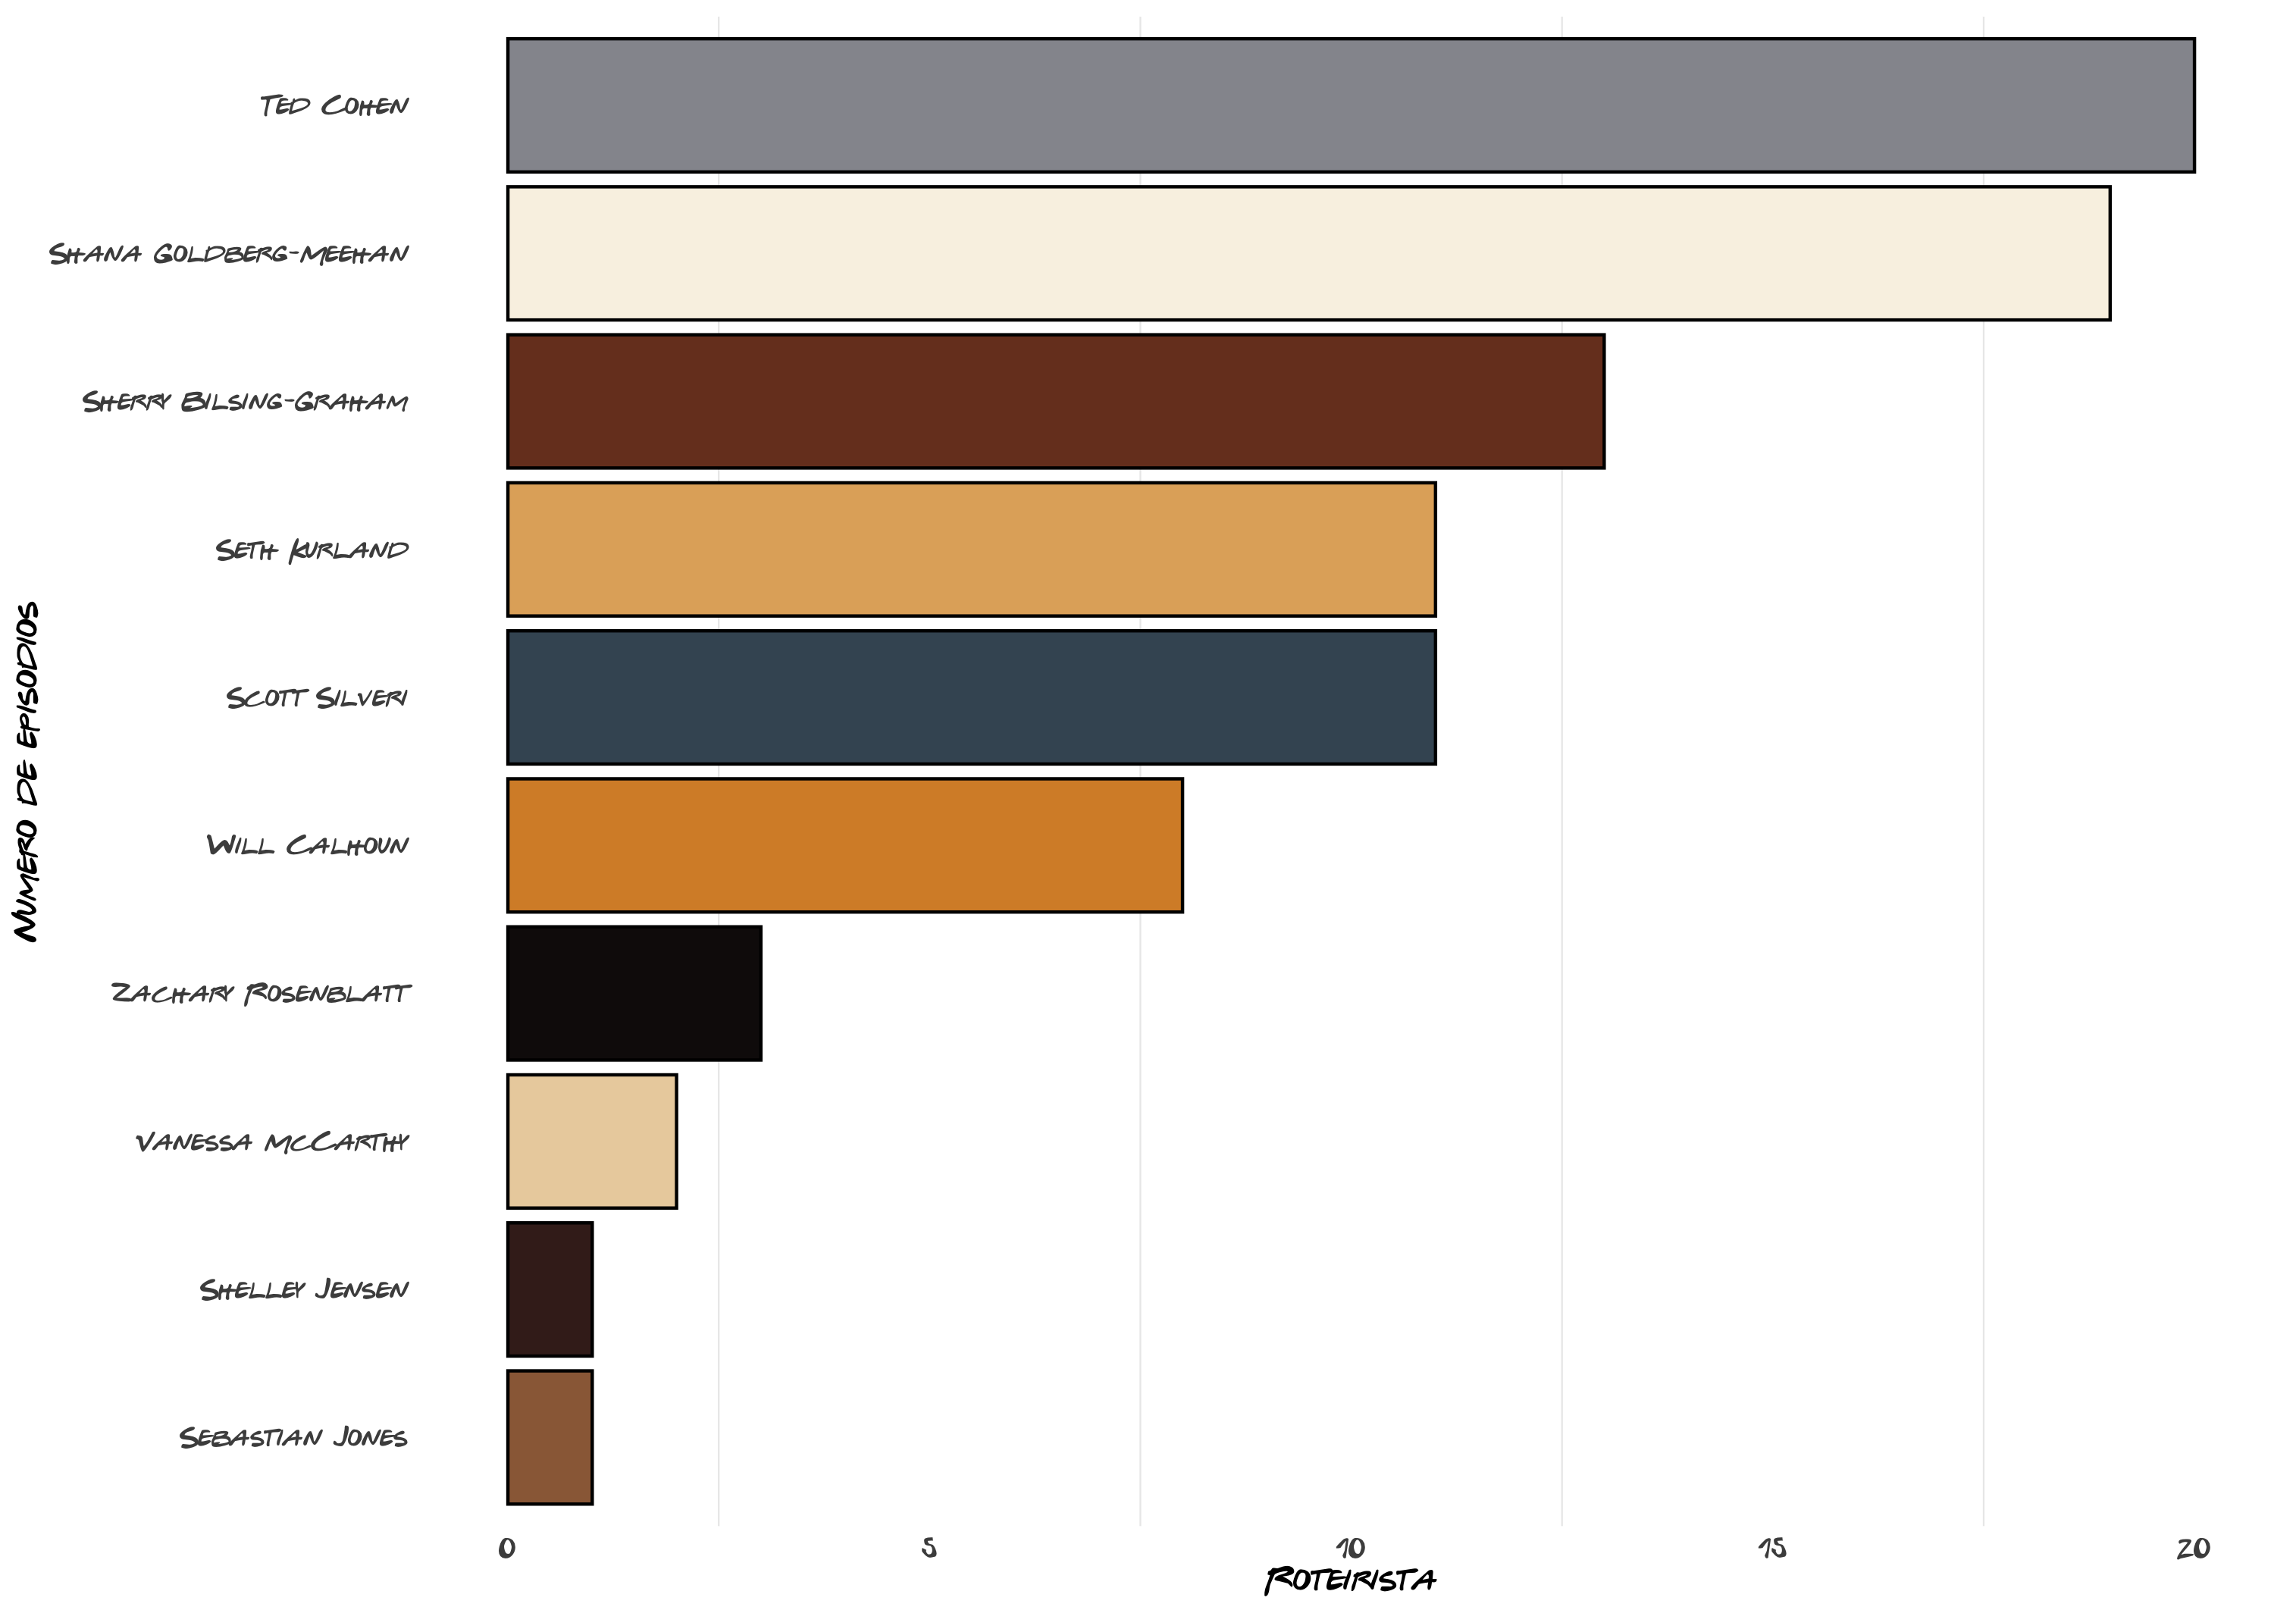 Ted Cohen
Shana Goldberg-Meehan
Sherry Bilsing-Graham
Seth Kurland
Scott Silveri
Will Calhoun
Zachary Rosenblatt
Vanessa McCarthy
Shelley Jensen
Sebastian Jones
Numero de Episodios
0 5 10 15 20
Roteirista